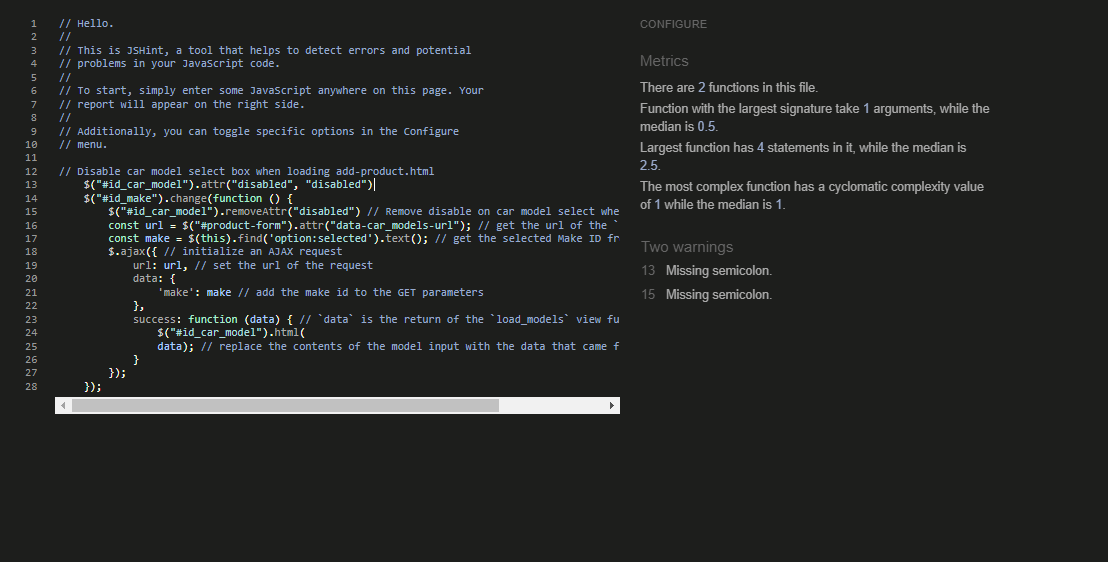 1 // Hello.
2 //
3 // This is JSHint, a tool that helps to detect errors and potential
4 // problems in your JavaScript code.
5 //
6 // To start, simply enter some JavaScript anywhere on this page. Your
7 // report will appear on the right side.
8 //
9 // Additionally, you can toggle specific options in the Configure
10 // menu.
11
12 // Disable car model select box when loading add-product.html
13 $("#id_car_model").attr("disabled", "disabled")
14 $("#id_make").change(function () {
15 $("#id_car_model").removeAttr("disabled") // Remove disable on car model select whe
16 const url = $("#product-form").attr("data-car_models-url"); // get the url of the `
17 const make = $(this).find('option:selected').text(); // get the selected Make ID fr
18 $.ajax({ // initialize an AJAX request
19 url: url, // set the url of the request
20 data: {
21 'make': make // add the make id to the GET parameters
22 },
23 success: function (data) { // `data` is the return of the `load_models` view fu
24 $("#id_car_model").html(
25 data); // replace the contents of the model input with the data that came f
26 }
27 });
28 });
CONFIGURE
Metrics
There are 2 functions in this file.
Function with the largest signature take 1 arguments, while the
median is 0.5.
Largest function has 4 statements in it, while the median is
2.5.
The most complex function has a cyclomatic complexity value
of 1 while the median is 1.
Two warnings
13 Missing semicolon.
15 Missing semicolon.